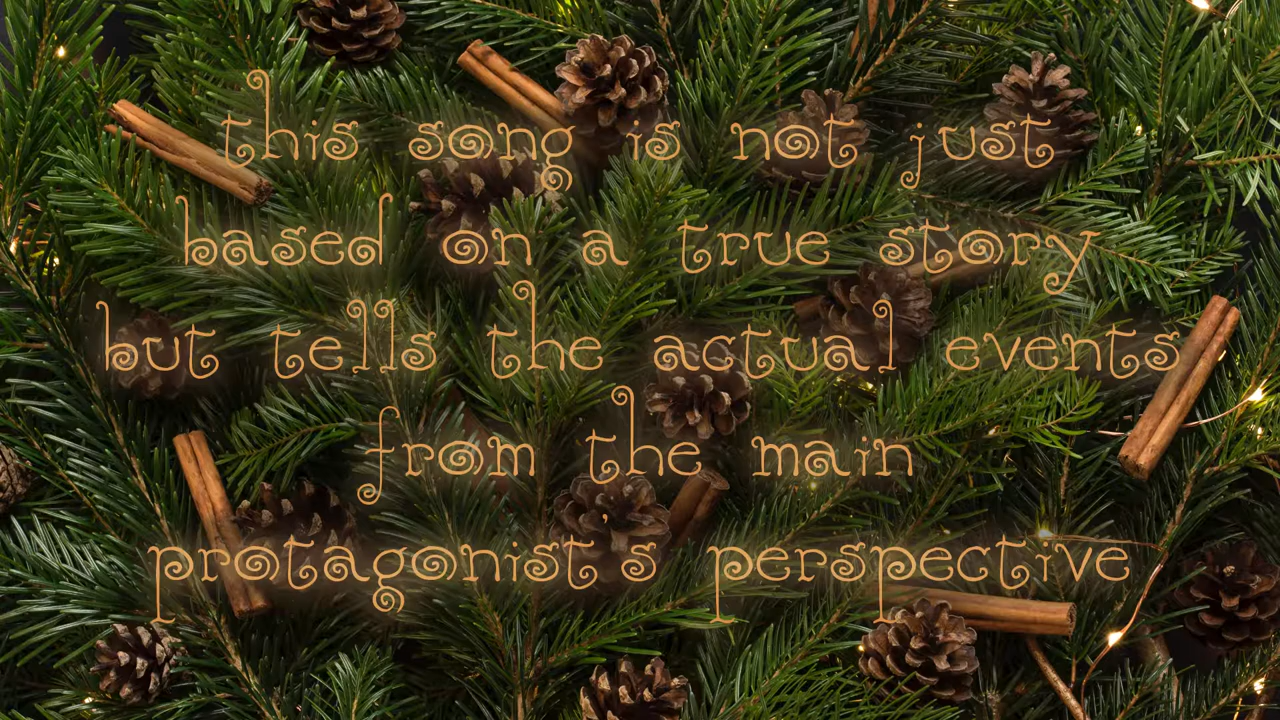 this song is not just
based on a true story
but tells the actual events
from the main
protagonist's perspective